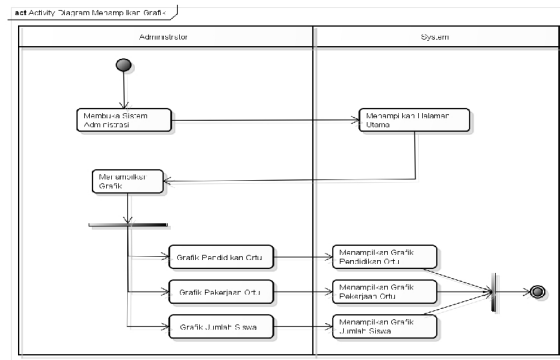 act Activity Diagram Menampilkan Grafik
Administrator
System
Membuka Sistem
Administrasi
Menampilkan Halaman
Utama
Menampilkan
Grafik
Grafik Pendidikan Ortu
Menampilkan Grafik
Pendidikan Ortu
Grafik Pekerjaan Ortu
Menampilkan Grafik
Pekerjaan Ortu
Grafik Jumlah Siswa
Menampilkan Grafik
Jumlah Siswa